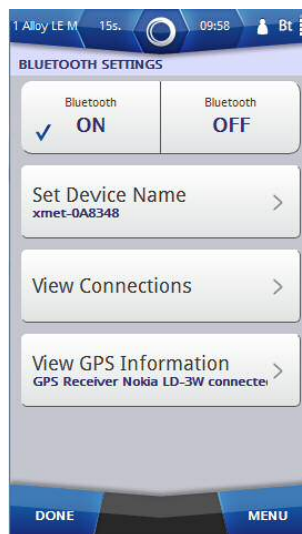 1 Alloy LE M 15s. 09:58 Bt
BLUETOOTH SETTINGS
Bluetooth Bluetooth
ON OFF
Set Device Name
xmet-0A8348
View Connections
View GPS Information
GPS Receiver Nokia LD-3W connected
DONE MENU